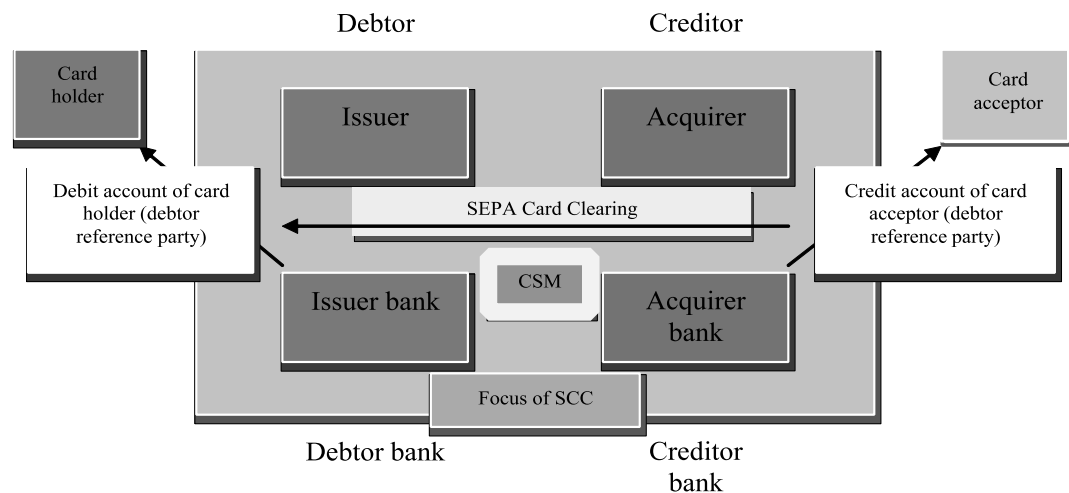 Debtor
Creditor
Card
holder
Card
acceptor
Issuer
Acquirer
Debit account of card
holder (debtor
reference party)
SEPA Card Clearing
Credit account of card
acceptor (debtor
reference party)
CSM
Issuer bank
Acquirer
bank
Focus of SCC
Debtor bank
Creditor
bank